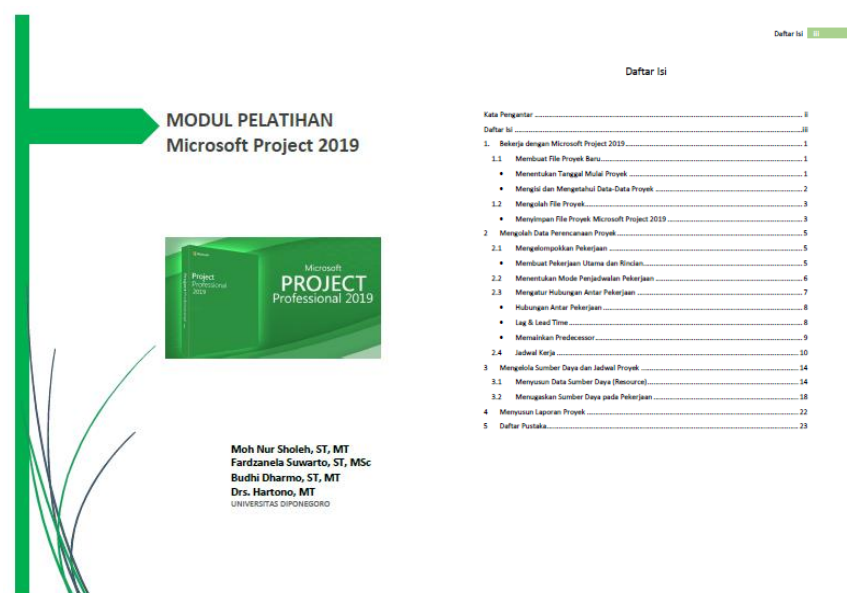 MODUL PELATIHAN
Microsoft Project 2019
Microsoft
Project
Professional
2019
Microsoft
PROJECT
Professional 2019
Moh Nur Sholeh, ST, MT
Fardzanela Suwarto, ST, MSc
Budhi Dharmo, ST, MT
Drs. Hartono, MT
UNIVERSITAS DIPONEGORO
Daftar Isi iii
Daftar Isi
Kata Pengantar ii
Daftar Isi iii
1. Bekerja dengan Microsoft Project 2019 1
1.1 Membuat File Proyek Baru 1
• Menentukan Tanggal Mulai Proyek 1
• Mengisi dan Mengetahui Data-Data Proyek 2
1.2 Mengolah File Proyek 3
• Menyimpan File Proyek Microsoft Project 2019 3
2 Mengolah Data Perencanaan Proyek 5
2.1 Mengelompokkan Pekerjaan 5
• Membuat Pekerjaan Utama dan Rincian 5
2.2 Menentukan Mode Penjadwalan Pekerjaan 6
2.3 Mengatur Hubungan Antar Pekerjaan 7
• Hubungan Antar Pekerjaan 8
• Lag & Lead Time 8
• Memainkan Predecessor 9
2.4 Jadwal Kerja 10
3 Mengelola Sumber Daya dan Jadwal Proyek 14
3.1 Menyusun Data Sumber Daya (Resource) 14
3.2 Menugaskan Sumber Daya pada Pekerjaan 18
4 Menyusun Laporan Proyek 22
5 Daftar Pustaka 23